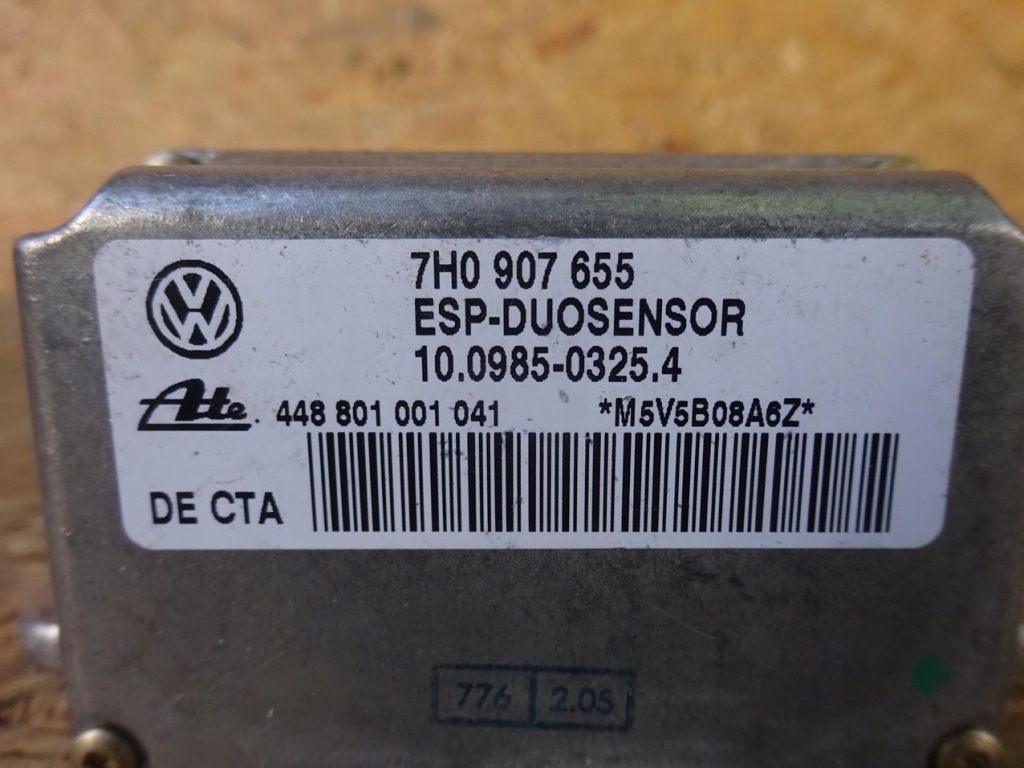 7H0 907 655
ESP-DUOSENSOR
10.0985-0325.4
Ate. 448 801 001 041 *M5V5B08A6Z*
DE CTA
776 2.05